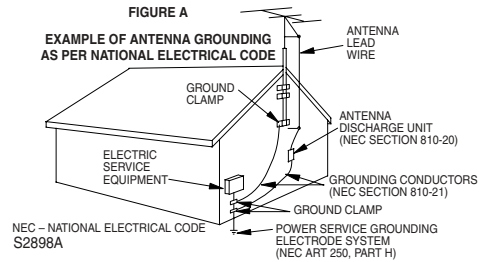 FIGURE A
EXAMPLE OF ANTENNA GROUNDING
AS PER NATIONAL ELECTRICAL CODE
ANTENNA
LEAD
WIRE
GROUND
CLAMP
ANTENNA
DISCHARGE UNIT
(NEC SECTION 810-20)
ELECTRIC
SERVICE
EQUIPMENT
GROUNDING CONDUCTORS
(NEC SECTION 810-21)
GROUND CLAMP
NEC – NATIONAL ELECTRICAL CODE
S2898A
POWER SERVICE GROUNDING
ELECTRODE SYSTEM
(NEC ART 250, PART H)